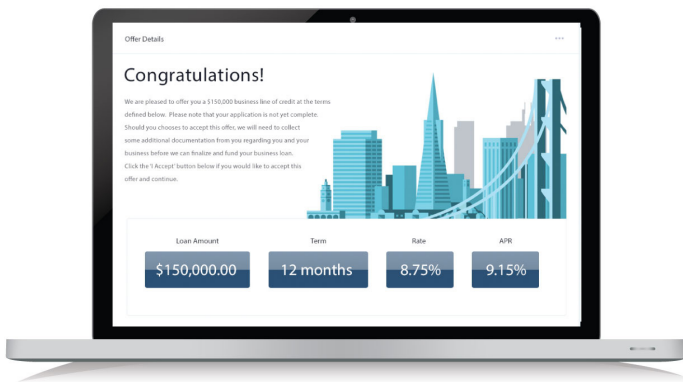 Offer Details
Congratulations!
We are pleased to offer you a $150,000 business line of credit at the terms
defined below. Please note that your application is not yet complete.
Should you chooses to accept this offer, we will need to collect
some additional documentation from you regarding you and your
business before we can finalize and fund your business loan.
Click the 'I Accept' button below if you would like to accept this
offer and continue.
Loan Amount Term Rate APR
$150,000.00 12 months 8.75% 9.15%